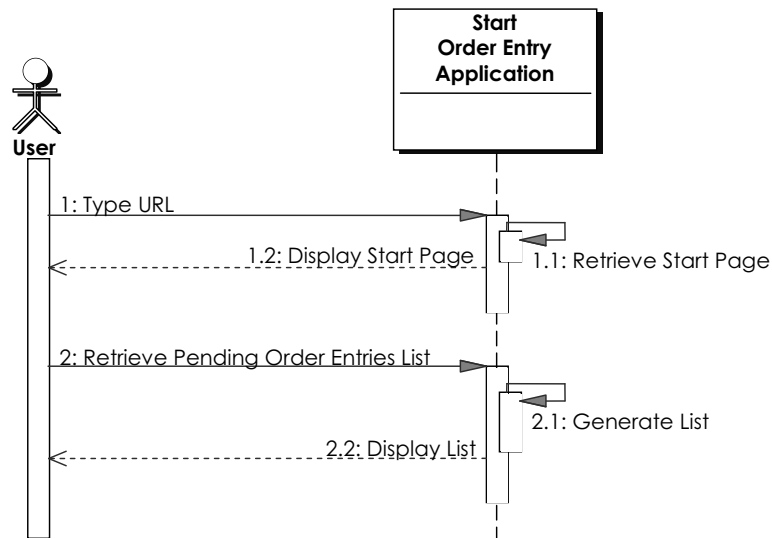 Start
Order Entry
Application
User
1: Type URL
1.2: Display Start Page
1.1: Retrieve Start Page
2: Retrieve Pending Order Entries List
2.1: Generate List
2.2: Display List